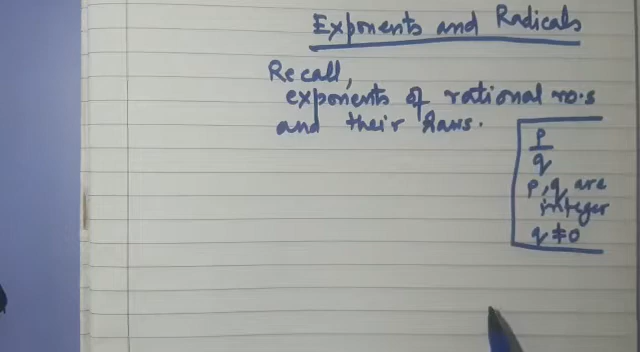 Exponents and Radicals
Recall,
exponents of rational no.s
and their Laws.
p
q
p, q are
integer
q ≠ 0